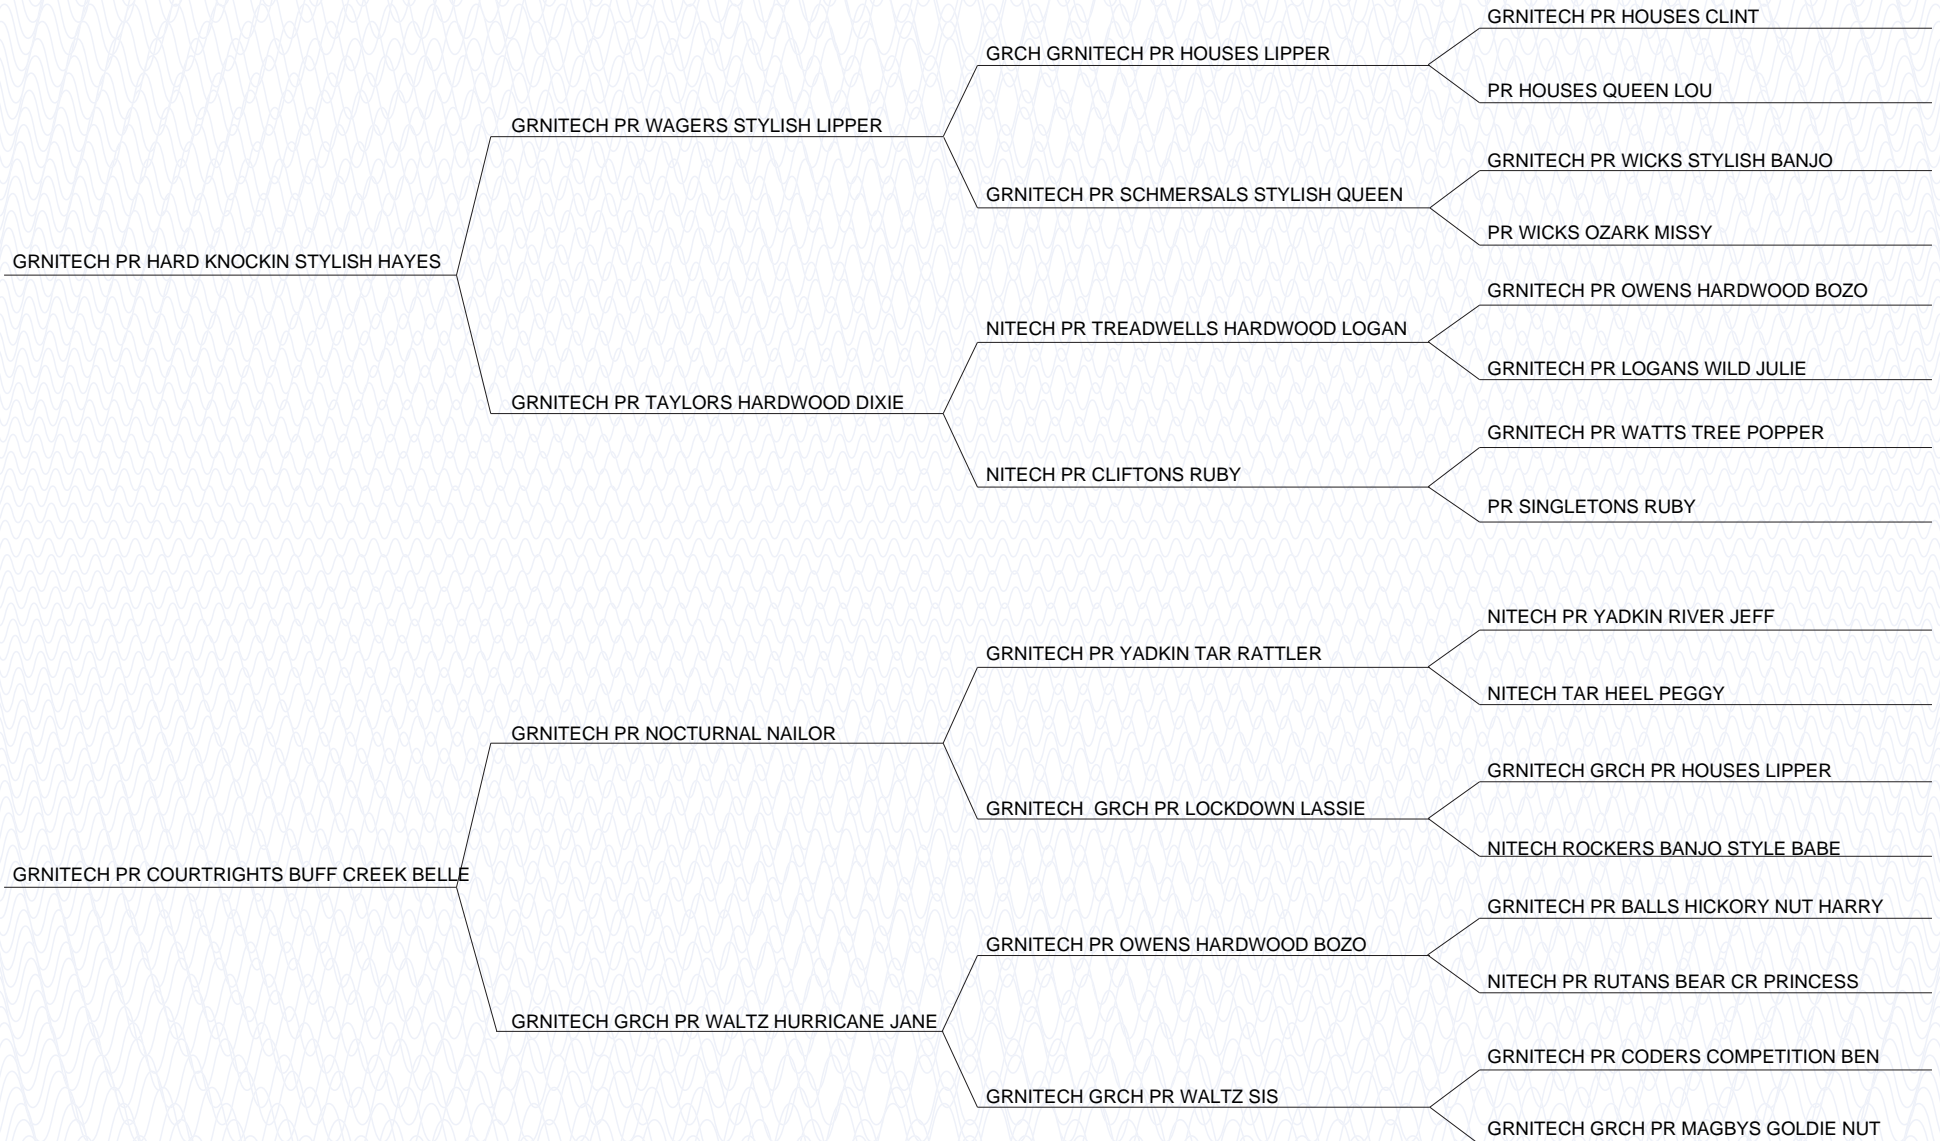 GRNITECH PR HOUSES CLINT
GRCH GRNITECH PR HOUSES LIPPER
PR HOUSES QUEEN LOU
GRNITECH PR WAGERS STYLISH LIPPER
GRNITECH PR WICKS STYLISH BANJO
GRNITECH PR SCHMERSALS STYLISH QUEEN
PR WICKS OZARK MISSY
GRNITECH PR HARD KNOCKIN STYLISH HAYES
GRNITECH PR OWENS HARDWOOD BOZO
NITECH PR TREADWELLS HARDWOOD LOGAN
GRNITECH PR LOGANS WILD JULIE
GRNITECH PR TAYLORS HARDWOOD DIXIE
GRNITECH PR WATTS TREE POPPER
NITECH PR CLIFTONS RUBY
PR SINGLETONS RUBY
NITECH PR YADKIN RIVER JEFF
GRNITECH PR YADKIN TAR RATTLER
NITECH TAR HEEL PEGGY
GRNITECH PR NOCTURNAL NAILOR
GRNITECH GRCH PR HOUSES LIPPER
GRNITECH  GRCH PR LOCKDOWN LASSIE
NITECH ROCKERS BANJO STYLE BABE
GRNITECH PR COURTRIGHTS BUFF CREEK BELLE
GRNITECH PR BALLS HICKORY NUT HARRY
GRNITECH PR OWENS HARDWOOD BOZO
NITECH PR RUTANS BEAR CR PRINCESS
GRNITECH GRCH PR WALTZ HURRICANE JANE
GRNITECH PR CODERS COMPETITION BEN
GRNITECH GRCH PR WALTZ SIS
GRNITECH GRCH PR MAGBYS GOLDIE NUT